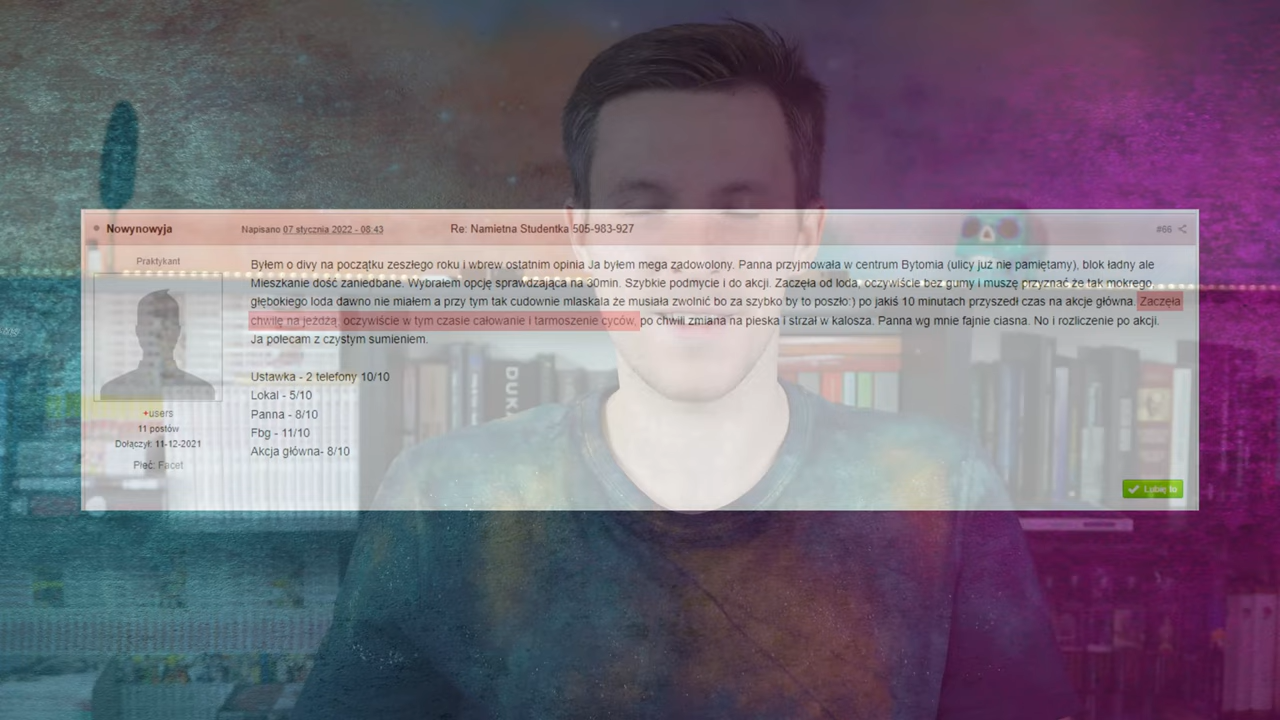 Nowynowyja
Napisano 07 stycznia 2022 - 08:43
Re: Namietna Studentka 505-983-927
#66
Praktykant
Byłem o divy na początku zeszłego roku i wbrew ostatnim opinia Ja byłem mega zadowolony. Panna przyjmowała w centrum Bytomia (ulicy już nie pamiętamy), blok ładny ale
Mieszkanie dość zaniedbane. Wybrałem opcję sprawdzająca na 30min. Szybkie podmycie i do akcji. Zaczęła od loda, oczywiście bez gumy i muszę przyznać że tak mokrego,
głębokiego loda dawno nie miałem a przy tym tak cudownie mlaskała że musiała zwolnić bo za szybko by to poszło:) po jakiś 10 minutach przyszedł czas na akcje główna. Zaczęła
chwilę na jeźdźa, oczywiście w tym czasie całowanie i tarmoszenie cyców, po chwili zmiana na pieska i strzał w kalosza. Panna wg mnie fajnie ciasna. No i rozliczenie po akcji.
Ja polecam z czystym sumieniem.
Ustawka - 2 telefony 10/10
Lokal - 5/10
Panna - 8/10
Fbg - 11/10
Akcja główna- 8/10
+users
11 postów
Dołączył: 11-12-2021
Płeć: Facet
Lubię to